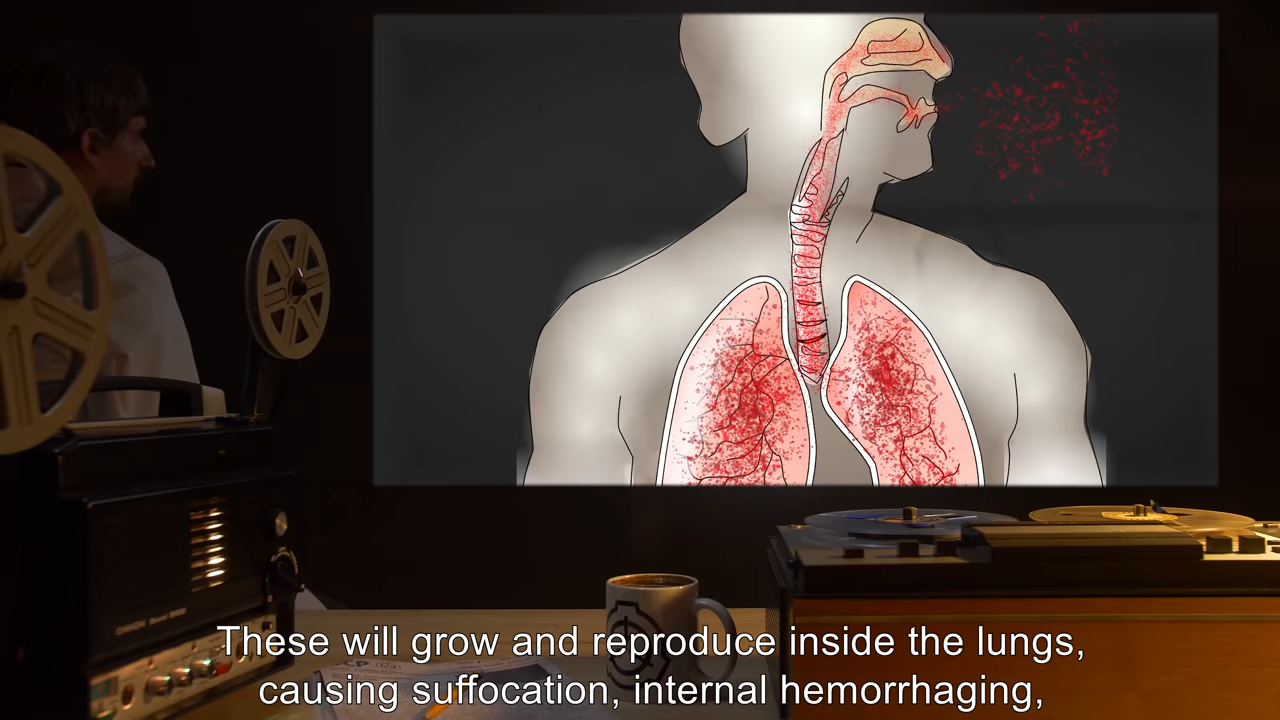 These will grow and reproduce inside the lungs,
causing suffocation, internal hemorrhaging,